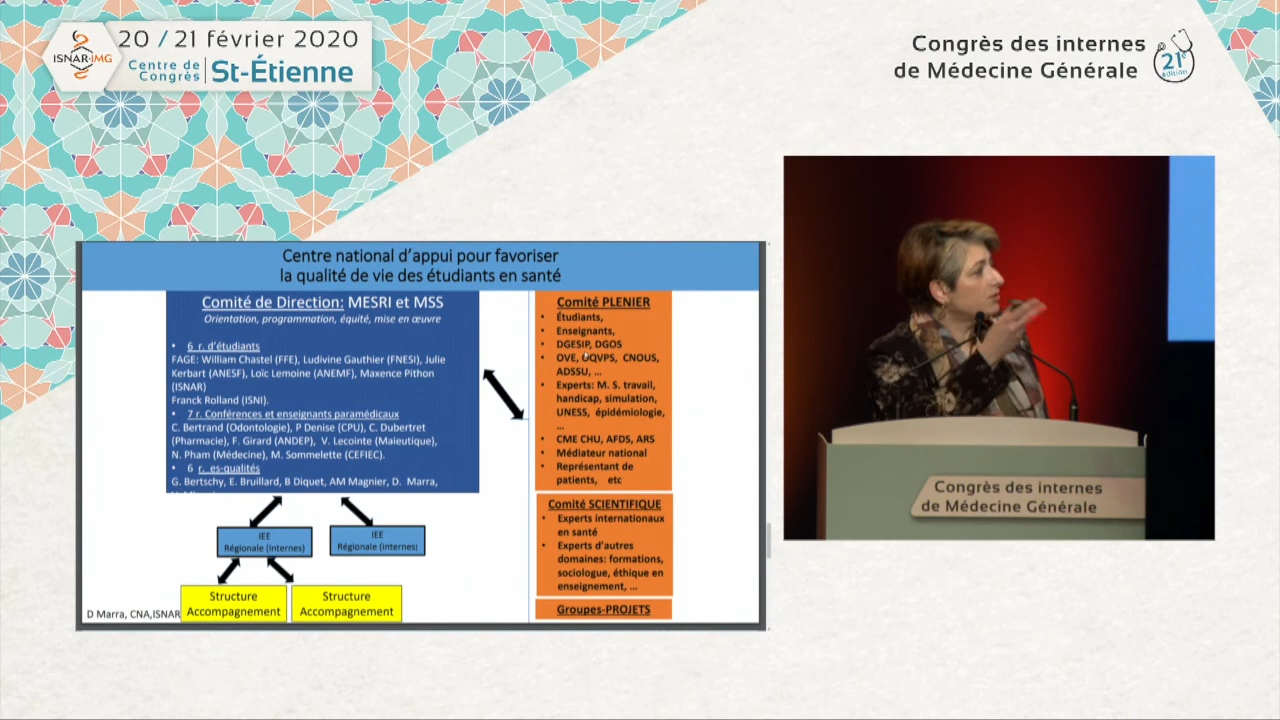 ISNAR-IMG
20 / 21 février 2020
Centre de
Congrès
St-Étienne
Congrès des internes
de Médecine Générale
21e
édition
Centre national d'appui pour favoriser
la qualité de vie des étudiants en santé
Comité de Direction: MESRI et MSS
Orientation, programmation, équité, mise en œuvre
• 6 r. d'étudiants
FAGE: William Chastel (FFE), Ludivine Gauthier (FNESI), Julie
Kerbart (ANESF), Loïc Lemoine (ANEMF), Maxence Pithon
(ISNAR)
Franck Rolland (ISNI).
• 7 r. Conférences et enseignants paramédicaux
C. Bertrand (Odontologie), P Denise (CPU), C. Dubertret
(Pharmacie), F. Girard (ANDEP), V. Lecointe (Maieutique),
N. Pham (Médecine), M. Sommelette (CEFIEC).
• 6 r. es-qualités
G. Bertschy, E. Bruillard, B Diquet, AM Magnier, D. Marra,
IEE
Régionale (internes)
IEE
Régionale (internes)
Structure
Accompagnement
Structure
Accompagnement
D Marra, CNA,ISNAR
Comité PLENIER
• Étudiants,
• Enseignants,
• DGESIP, DGOS
• OVE, OQVPS, CNOUS,
ADSSU, ...
• Experts: M. S. travail,
handicap, simulation,
UNESS, épidémiologie,
...
• CME CHU, AFDS, ARS
• Médiateur national
• Représentant de
patients, etc
Comité SCIENTIFIQUE
• Experts internationaux
en santé
• Experts d'autres
domaines: formations,
sociologue, éthique en
enseignement, ...
Groupes-PROJETS
Congrès des internes
de Médecine Générale